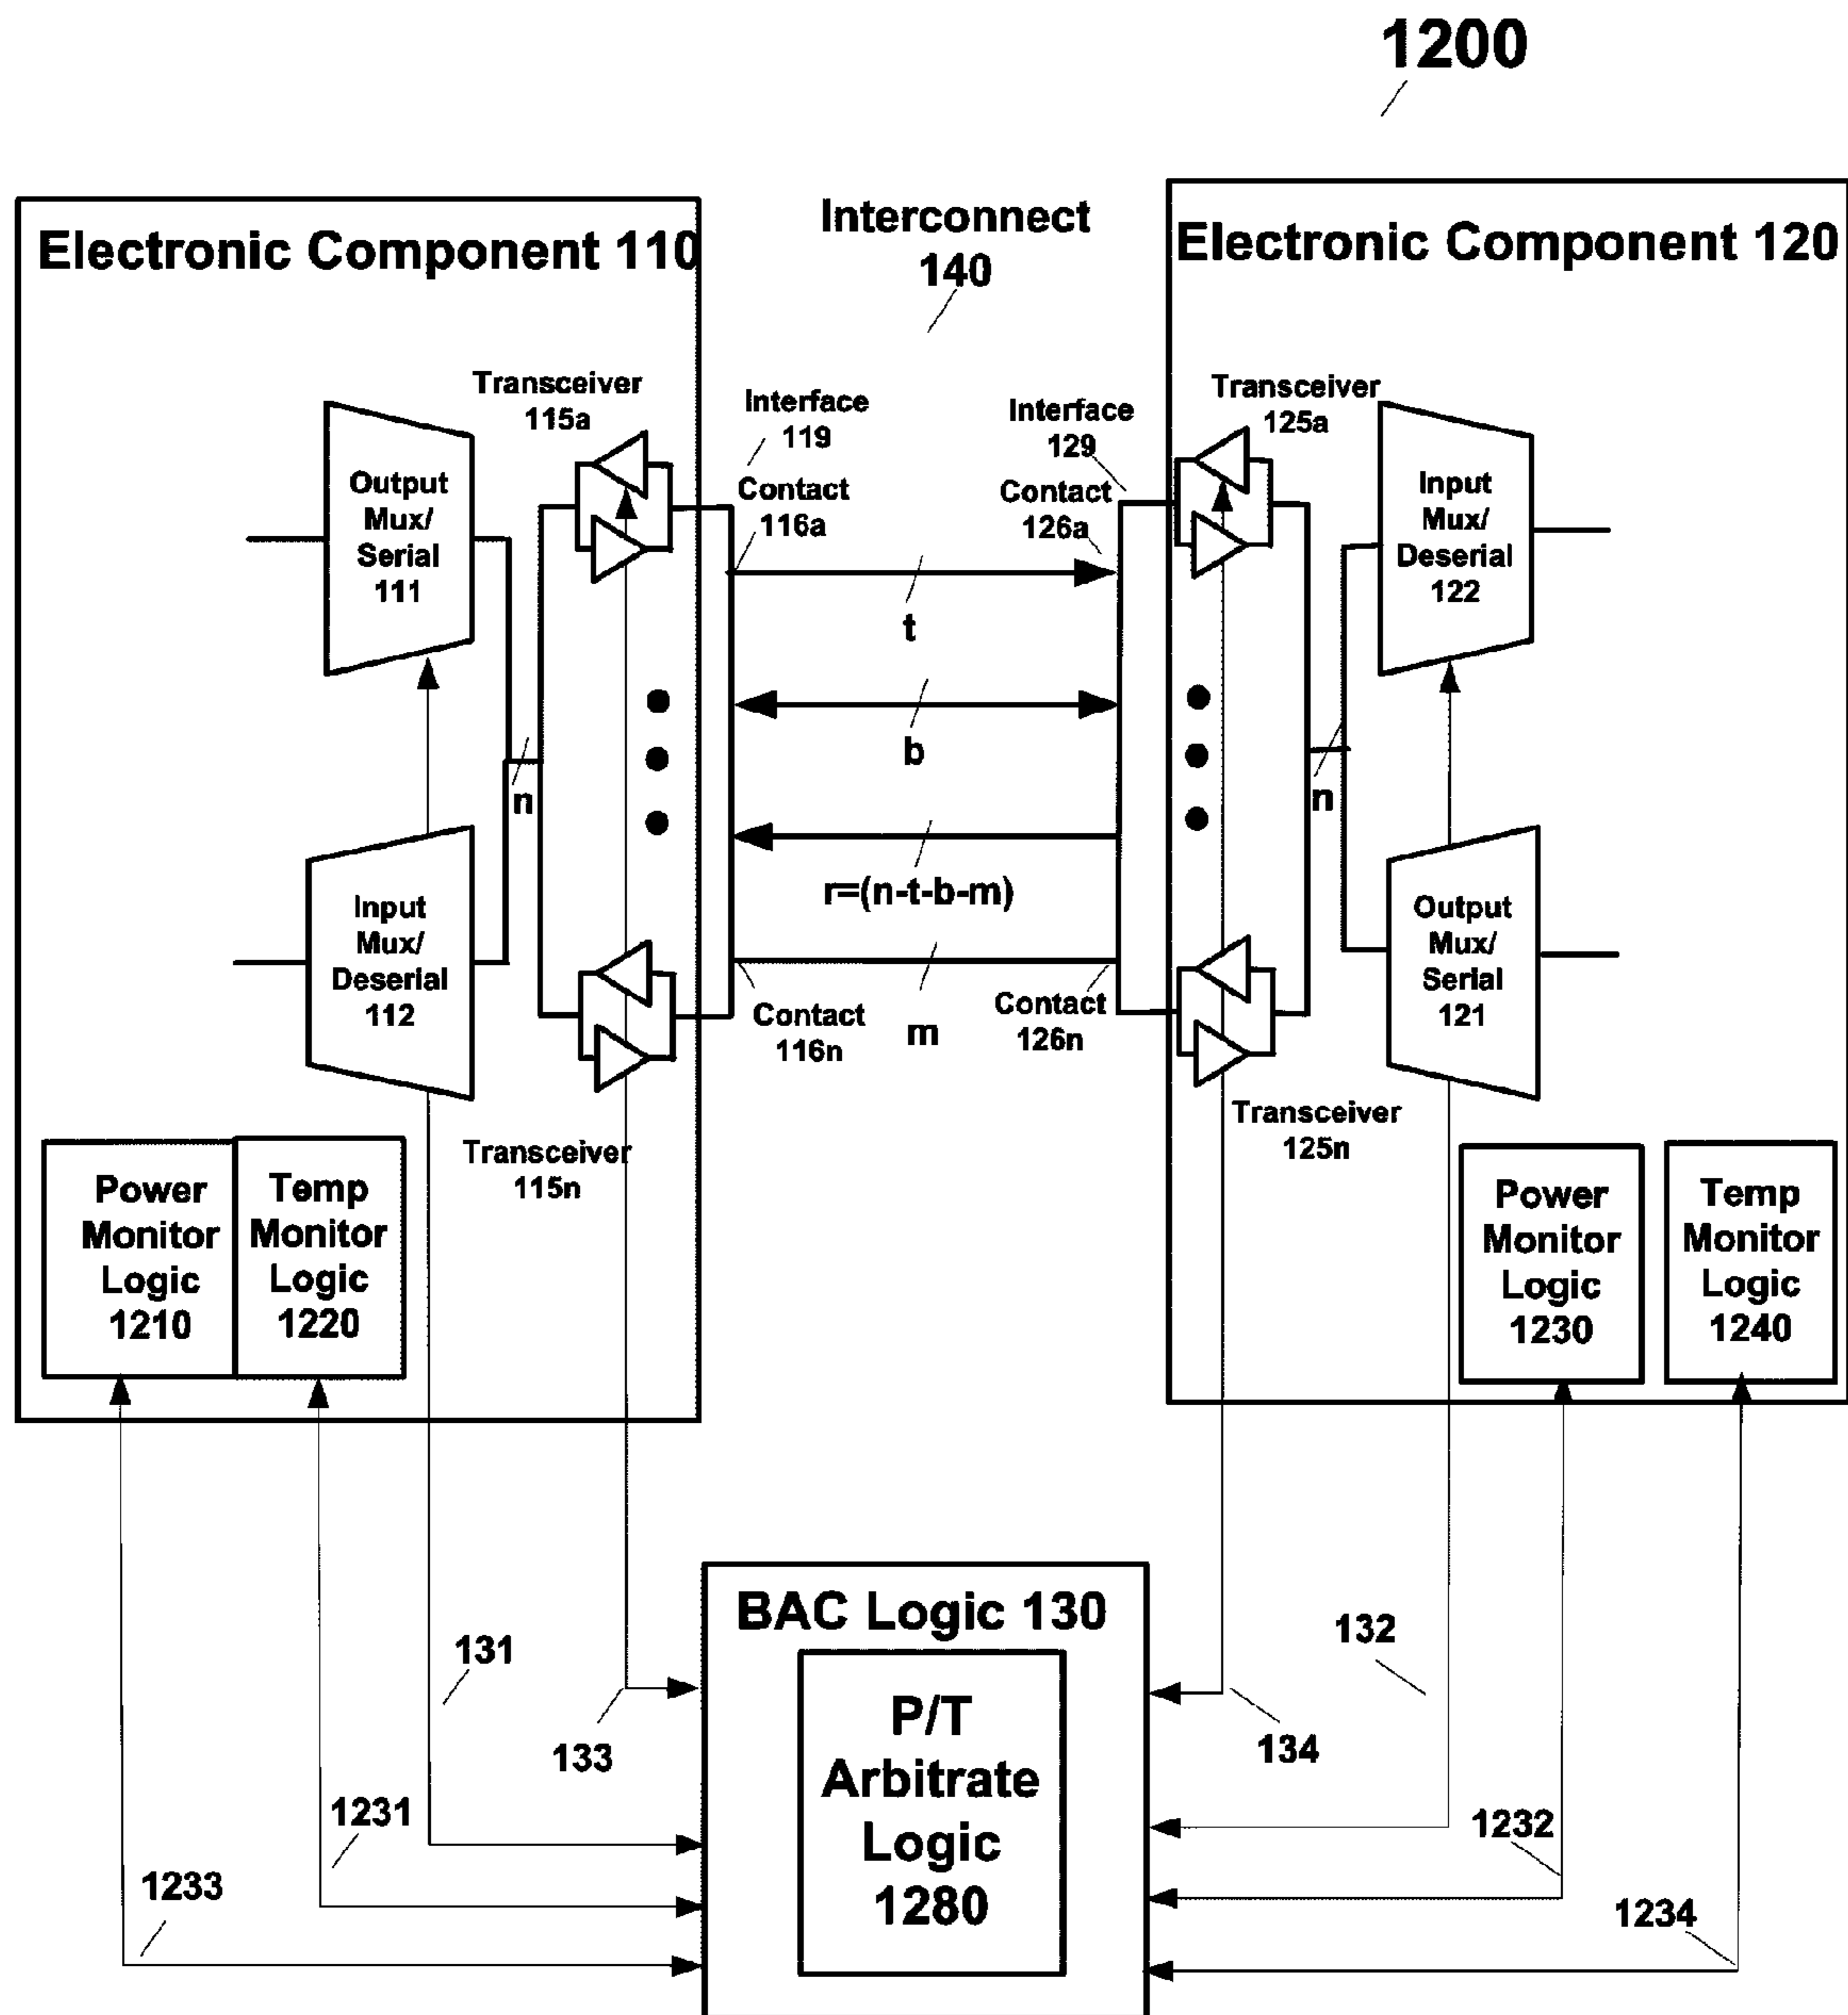 1200
Electronic Component 110
Interconnect
140
Electronic Component 120
Transceiver
115a
Interface
119
Contact
116a
Interface
129
Contact
126a
Transceiver
125a
Output
Mux/
Serial
111
Input
Mux/
Deserial
122
t
b
n
n
r=(n-t-b-m)
Input
Mux/
Deserial
112
Output
Mux/
Serial
121
Contact
116n
m
Contact
126n
Transceiver
115n
Transceiver
125n
Power
Monitor
Logic
1210
Temp
Monitor
Logic
1220
Power
Monitor
Logic
1230
Temp
Monitor
Logic
1240
BAC Logic 130
P/T
Arbitrate
Logic
1280
131
133
1231
1233
132
134
1232
1234